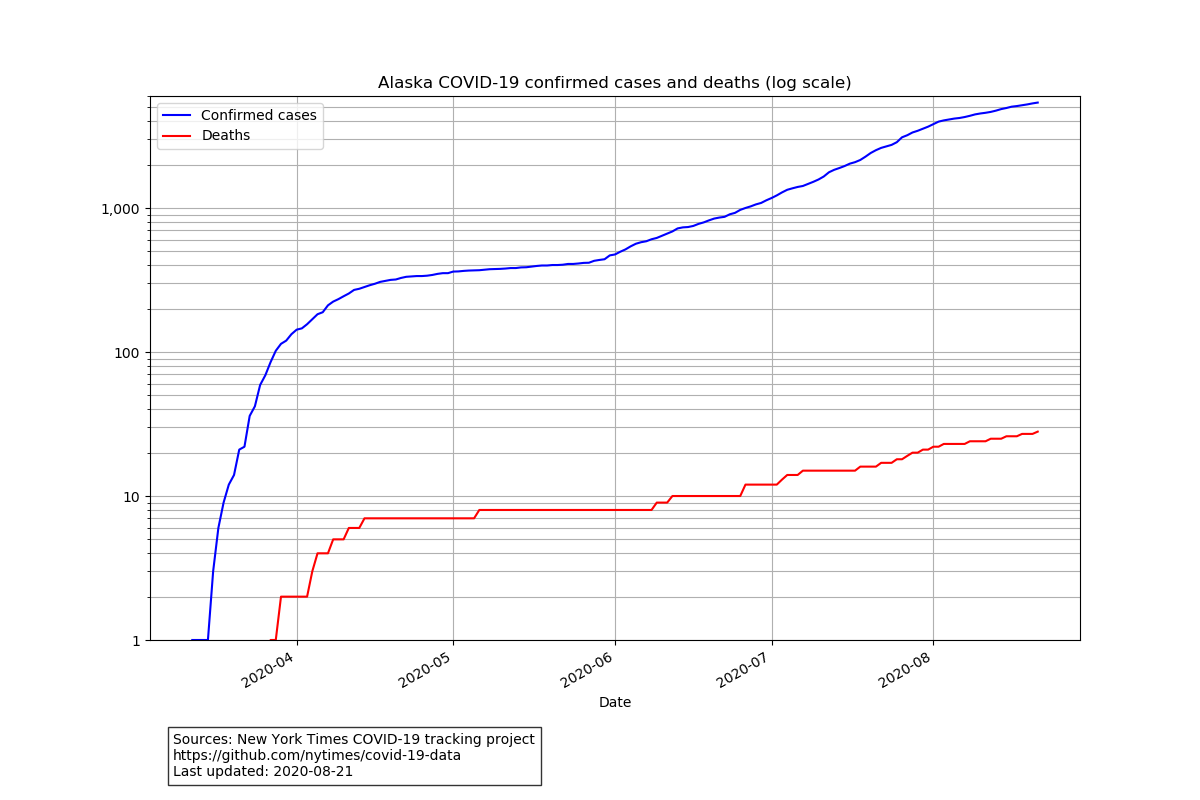 Alaska COVID-19 confirmed cases and deaths (log scale)
Confirmed cases
Deaths
1,000
100
10
1
2020-04
2020-05
2020-06
2020-07
2020-08
Date
Sources: New York Times COVID-19 tracking project
https://github.com/nytimes/covid-19-data
Last updated: 2020-08-21